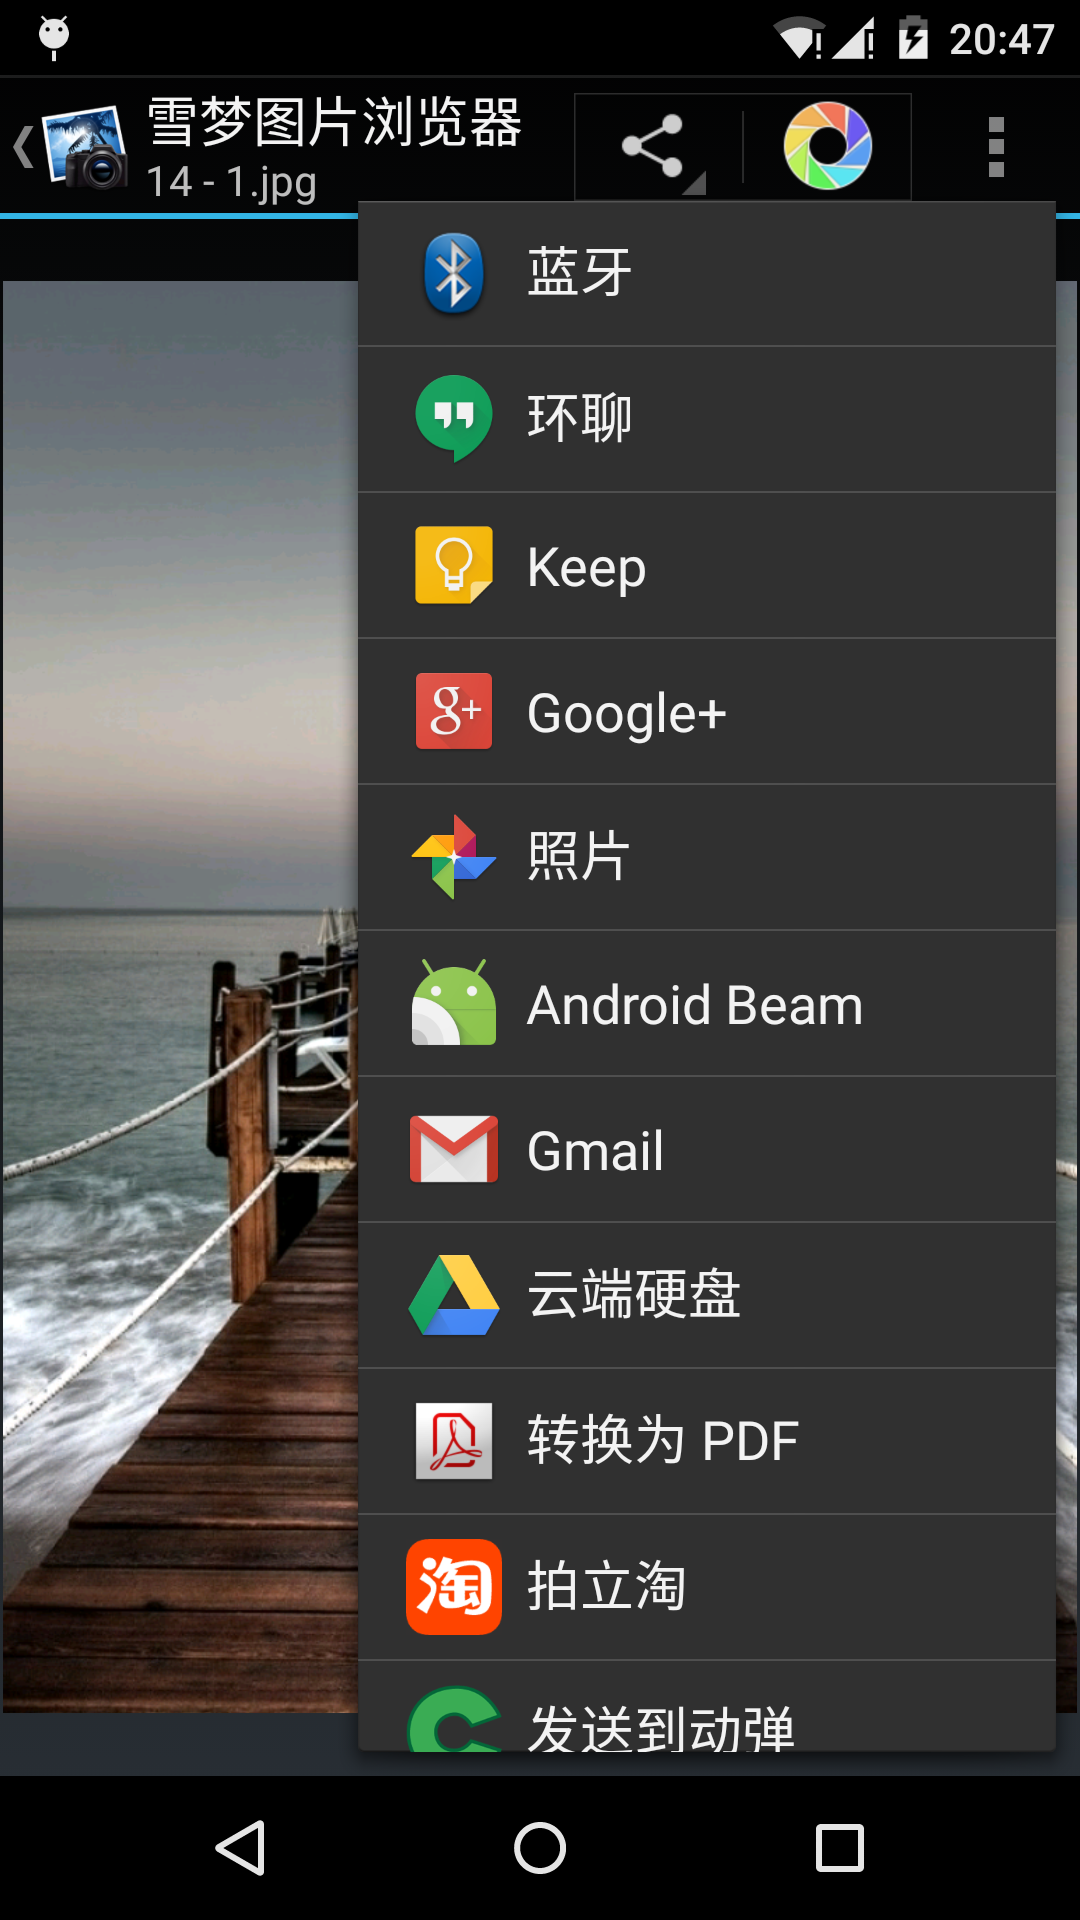 20:47
雪梦图片浏览器
14 - 1.jpg
蓝牙
环聊
Keep
g+ Google+
照片
Android Beam
Gmail
云端硬盘
转换为 PDF
淘 拍立淘
发送到动弹